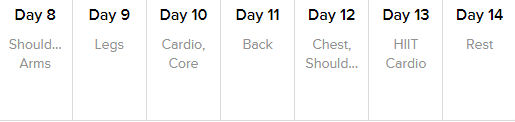 Day 8
Should...
Arms
Day 9
Legs
Day 10
Cardio,
Core
Day 11
Back
Day 12
Chest,
Should...
Day 13
HIIT
Cardio
Day 14
Rest